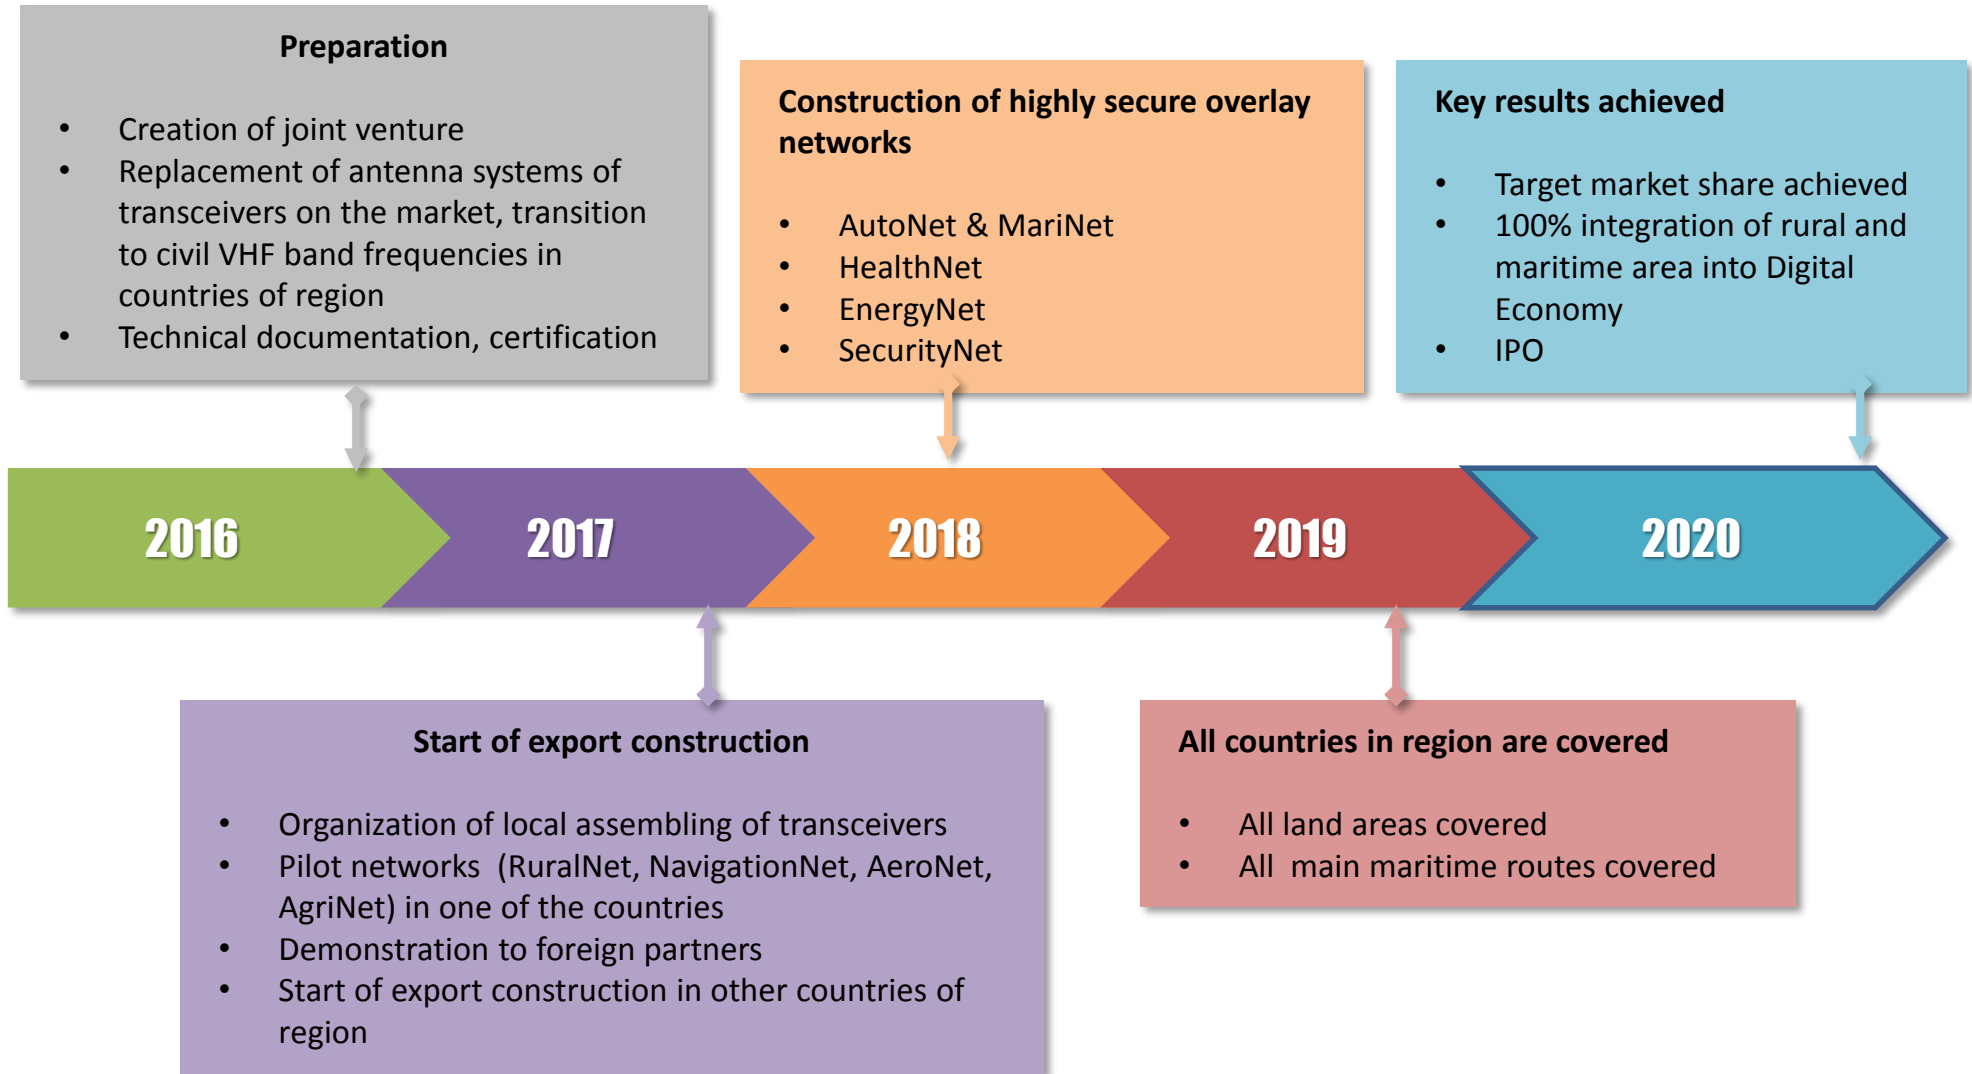 Preparation
• Creation of joint venture
• Replacement of antenna systems of
transceivers on the market, transition
to civil VHF band frequencies in
countries of region
• Technical documentation, certification
Construction of highly secure overlay
networks
• AutoNet & MariNet
• HealthNet
• EnergyNet
• SecurityNet
Key results achieved
• Target market share achieved
• 100% integration of rural and
maritime area into Digital
Economy
• IPO
2016
2017
2018
2019
2020
Start of export construction
• Organization of local assembling of transceivers
• Pilot networks (RuralNet, NavigationNet, AeroNet,
AgriNet) in one of the countries
• Demonstration to foreign partners
• Start of export construction in other countries of
region
All countries in region are covered
• All land areas covered
• All main maritime routes covered